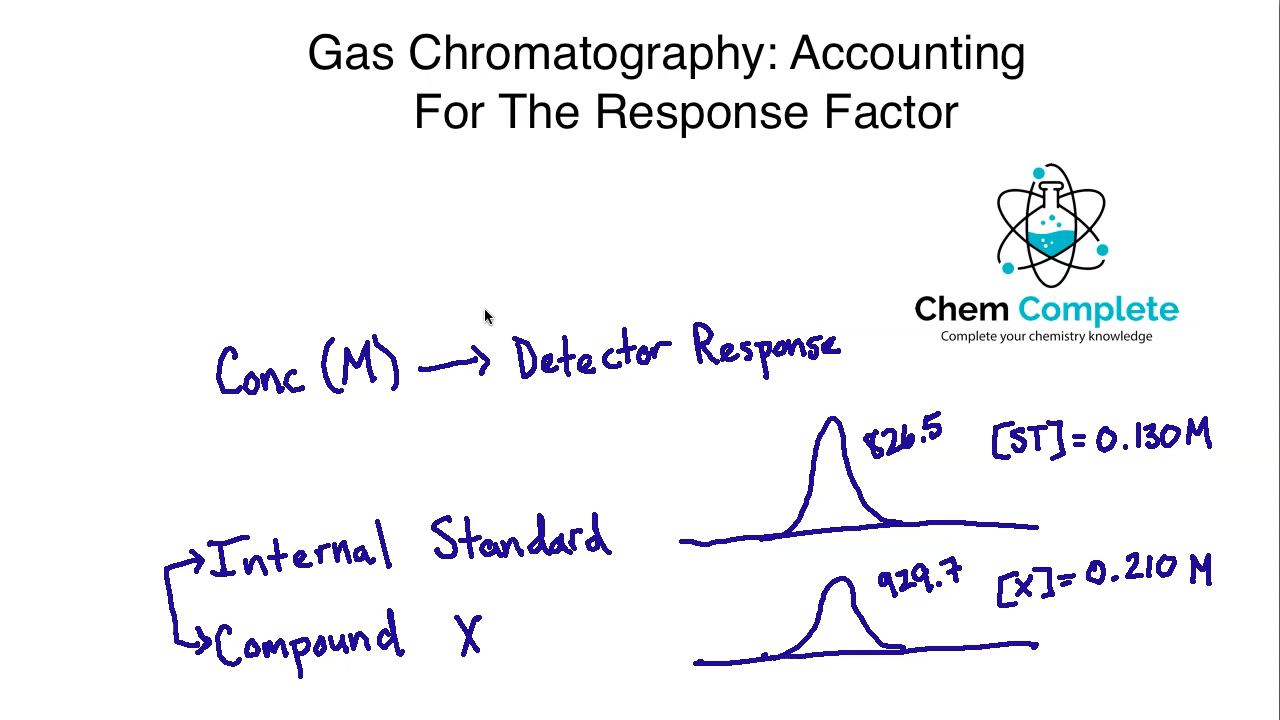 Gas Chromatography: Accounting
For The Response Factor
Chem Complete
Complete your chemistry knowledge
Conc (M) → Detector Response
826.5 [ST] = 0.130 M
Internal Standard
929.7 [X] = 0.210 M
Compound X